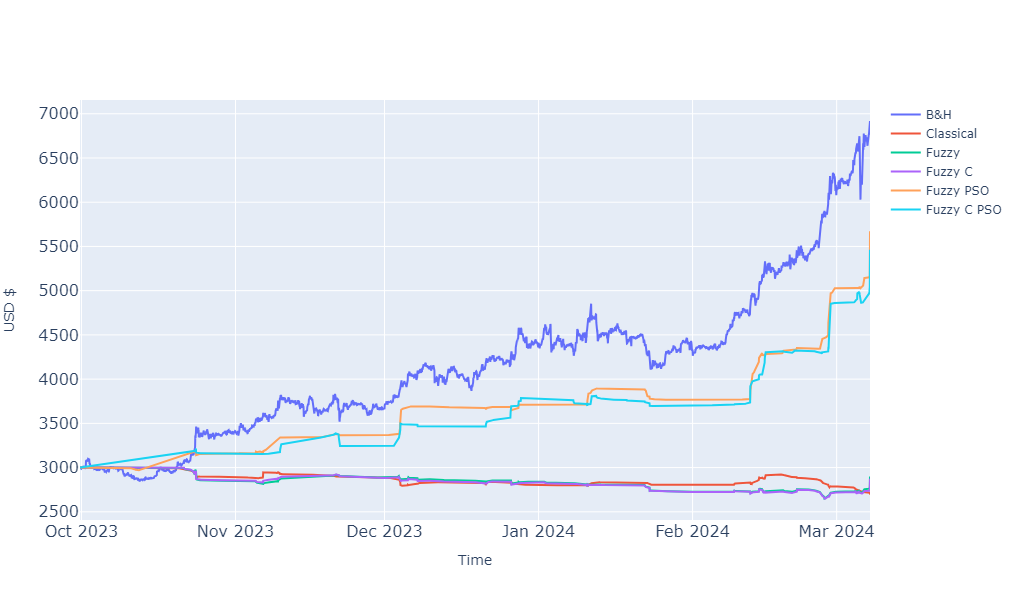 7000
6500
6000
5500
5000
4500
4000
3500
3000
2500
USD $
Oct 2023
Nov 2023
Dec 2023
Jan 2024
Feb 2024
Mar 2024
Time
B&H
Classical
Fuzzy
Fuzzy C
Fuzzy PSO
Fuzzy C PSO